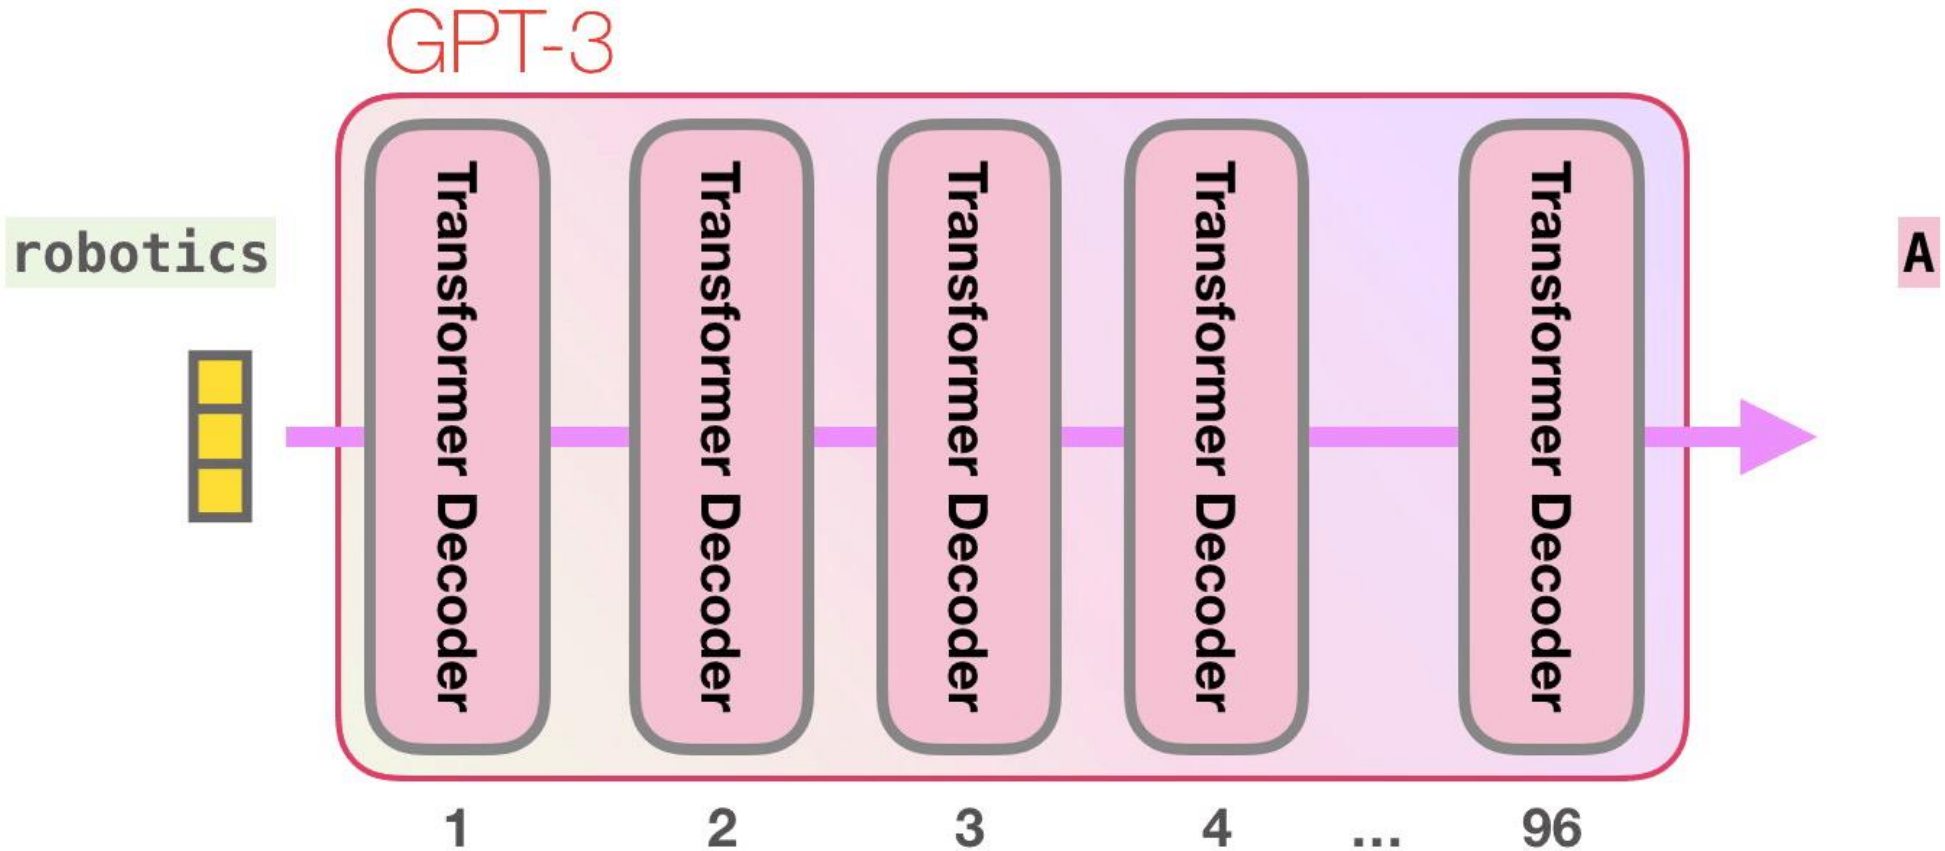 GPT-3
robotics
Transformer Decoder
Transformer Decoder
Transformer Decoder
Transformer Decoder
Transformer Decoder
A
1 2 3 4 ... 96